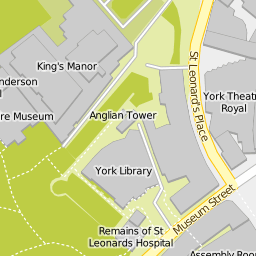 King's Manor
nderson
re Museum
Anglian Tower
St Leonard's Place
York Theatr
Royal
York Library
Museum Street
Remains of St
Leonards Hospital
Assembly Room